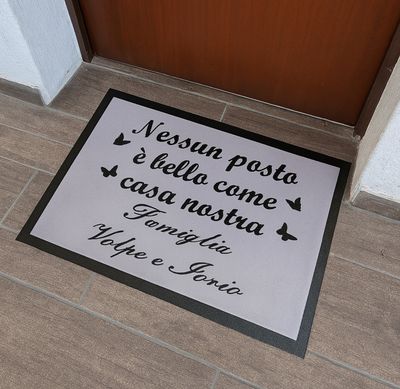 Nessun posto
è bello come
casa nostra
Famiglia
Volpe e Iorio